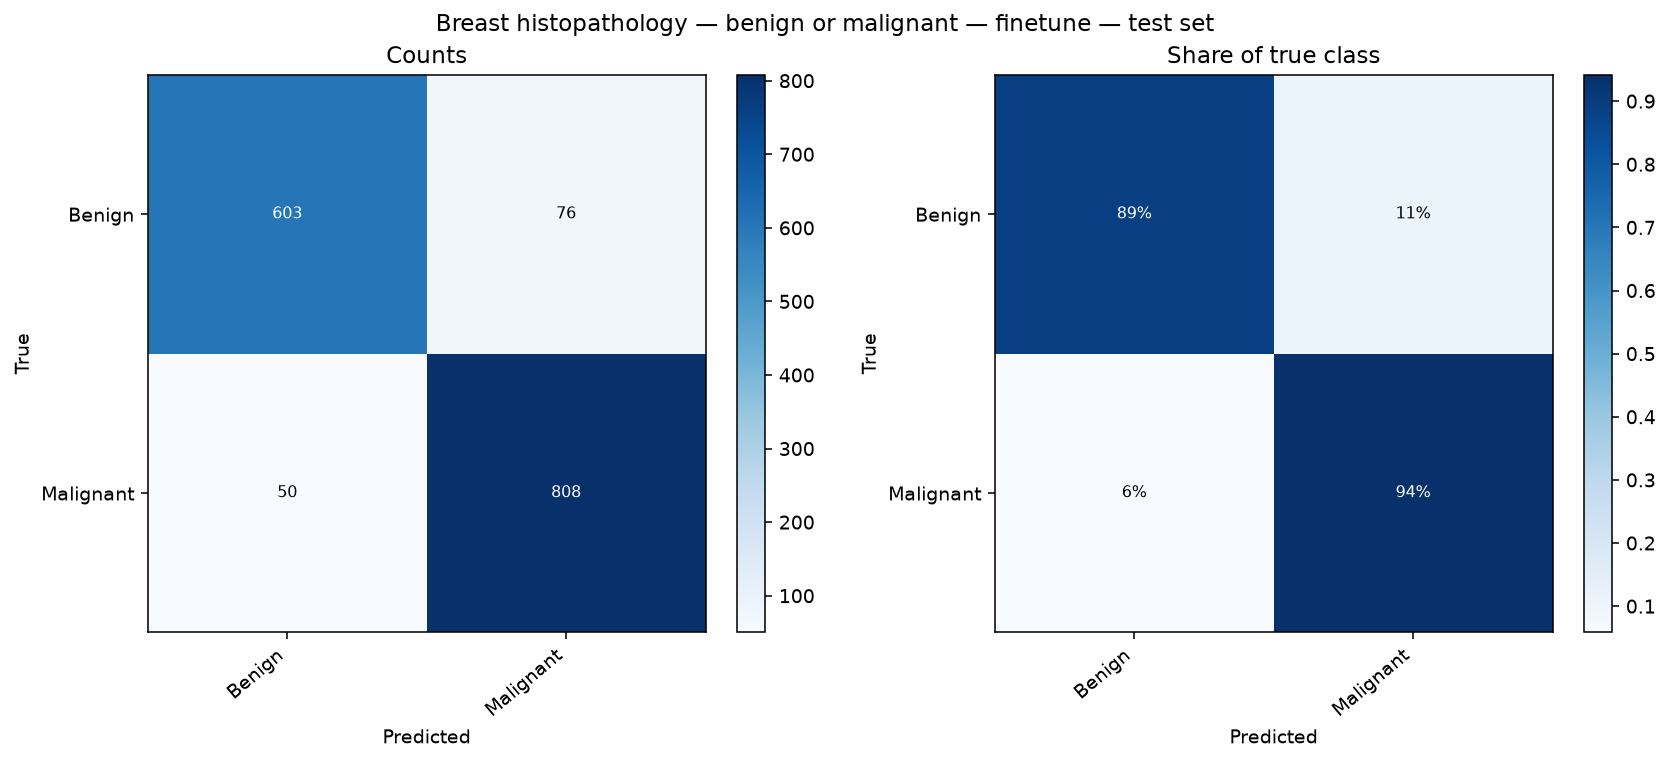 Breast histopathology — benign or malignant — finetune — test set
Counts
Share of true class
True
Benign
Malignant
603
76
50
808
Benign
Malignant
Predicted
800
700
600
500
400
300
200
100
True
Benign
Malignant
89%
11%
6%
94%
Benign
Malignant
Predicted
0.9
0.8
0.7
0.6
0.5
0.4
0.3
0.2
0.1